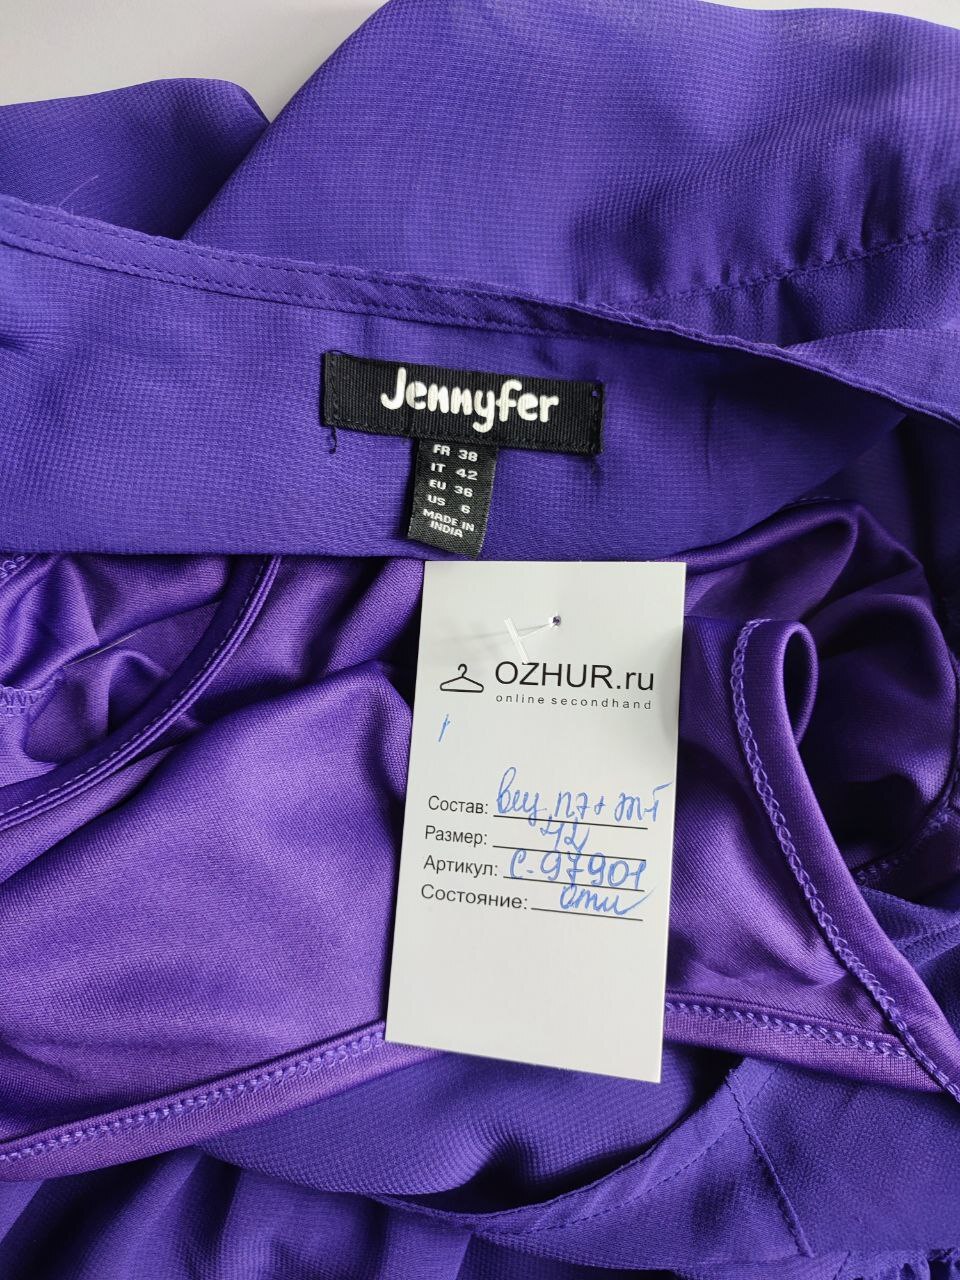 Jennyfer
FR 38
IT 42
EU 36
US 6
MADE IN
INDIA
OZHUR.ru
online secondhand
Состав:
Размер: 42
Артикул: С-97901
Состояние: отл